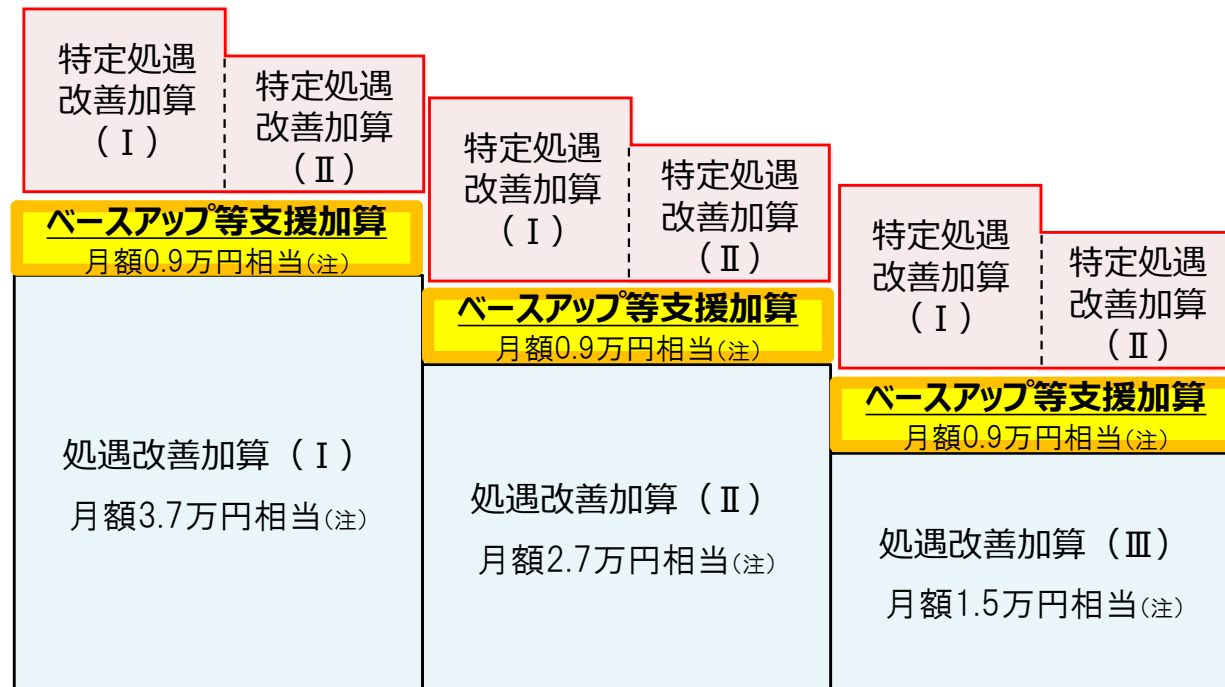 特定処遇
改善加算
（Ⅰ）
特定処遇
改善加算
（Ⅱ）
ベースアップ等支援加算
月額0.9万円相当(注)
処遇改善加算（Ⅰ）
月額3.7万円相当(注)
特定処遇
改善加算
（Ⅰ）
特定処遇
改善加算
（Ⅱ）
ベースアップ等支援加算
月額0.9万円相当(注)
処遇改善加算（Ⅱ）
月額2.7万円相当(注)
特定処遇
改善加算
（Ⅰ）
特定処遇
改善加算
（Ⅱ）
ベースアップ等支援加算
月額0.9万円相当(注)
処遇改善加算（Ⅲ）
月額1.5万円相当(注)